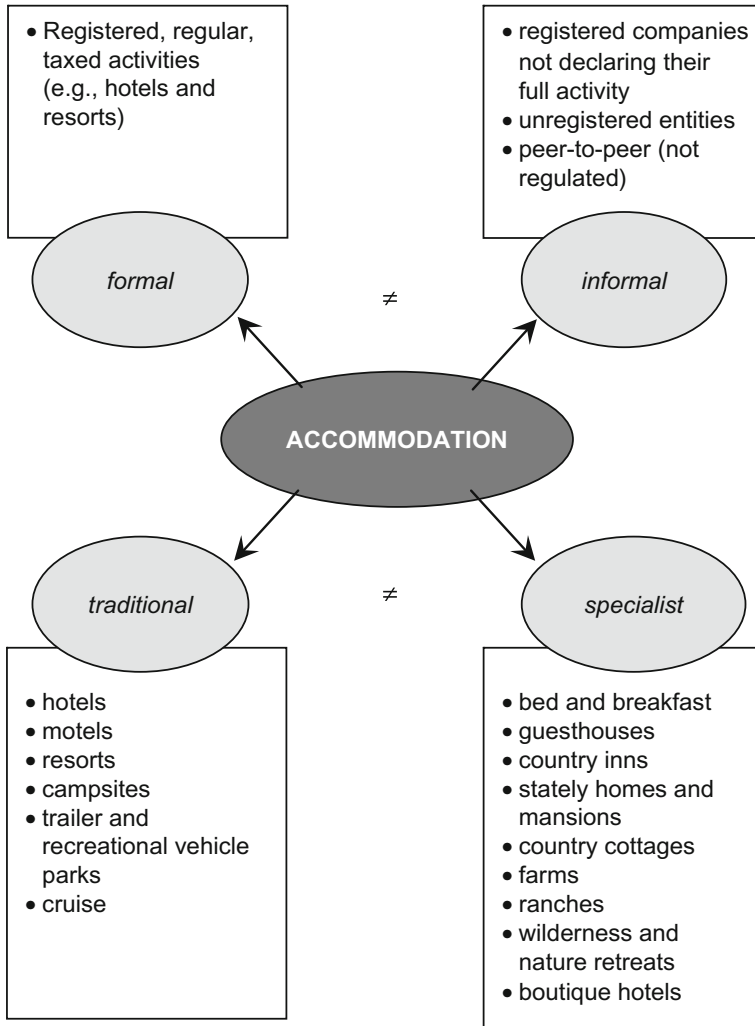 • Registered, regular,
taxed activities
(e.g., hotels and
resorts)
formal
• registered companies
not declaring their
full activity
• unregistered entities
• peer-to-peer (not
regulated)
informal
≠
ACCOMMODATION
traditional
≠
specialist
• hotels
• motels
• resorts
• campsites
• trailer and
recreational vehicle
parks
• cruise
• bed and breakfast
• guesthouses
• country inns
• stately homes and
mansions
• country cottages
• farms
• ranches
• wilderness and
nature retreats
• boutique hotels